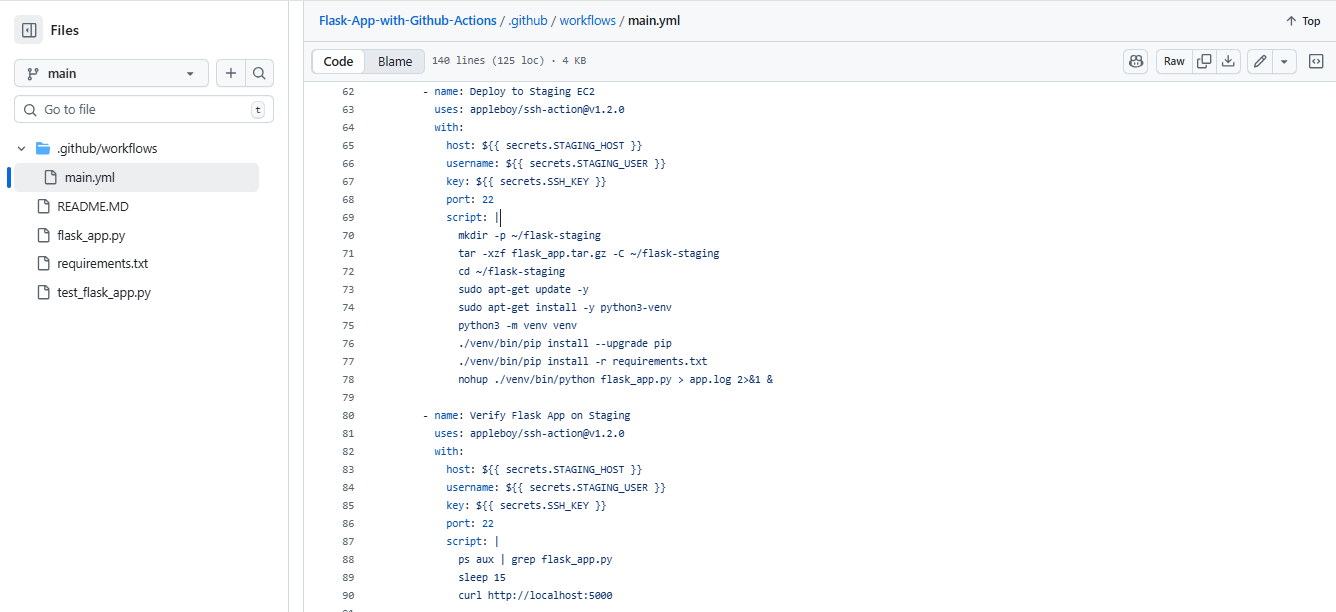 Files
main
Go to file
t
.github/workflows
main.yml
README.MD
flask_app.py
requirements.txt
test_flask_app.py
Flask-App-with-Github-Actions / .github / workflows / main.yml
Top
Code
Blame
140 lines (125 loc) · 4 KB
Raw
62 - name: Deploy to Staging EC2
63 uses: appleboy/ssh-action@v1.2.0
64 with:
65 host: ${{ secrets.STAGING_HOST }}
66 username: ${{ secrets.STAGING_USER }}
67 key: ${{ secrets.SSH_KEY }}
68 port: 22
69 script: |
70 mkdir -p ~/flask-staging
71 tar -xzf flask_app.tar.gz -C ~/flask-staging
72 cd ~/flask-staging
73 sudo apt-get update -y
74 sudo apt-get install -y python3-venv
75 python3 -m venv venv
76 ./venv/bin/pip install --upgrade pip
77 ./venv/bin/pip install -r requirements.txt
78 nohup ./venv/bin/python flask_app.py > app.log 2>&1 &
79
80 - name: Verify Flask App on Staging
81 uses: appleboy/ssh-action@v1.2.0
82 with:
83 host: ${{ secrets.STAGING_HOST }}
84 username: ${{ secrets.STAGING_USER }}
85 key: ${{ secrets.SSH_KEY }}
86 port: 22
87 script: |
88 ps aux | grep flask_app.py
89 sleep 15
90 curl http://localhost:5000